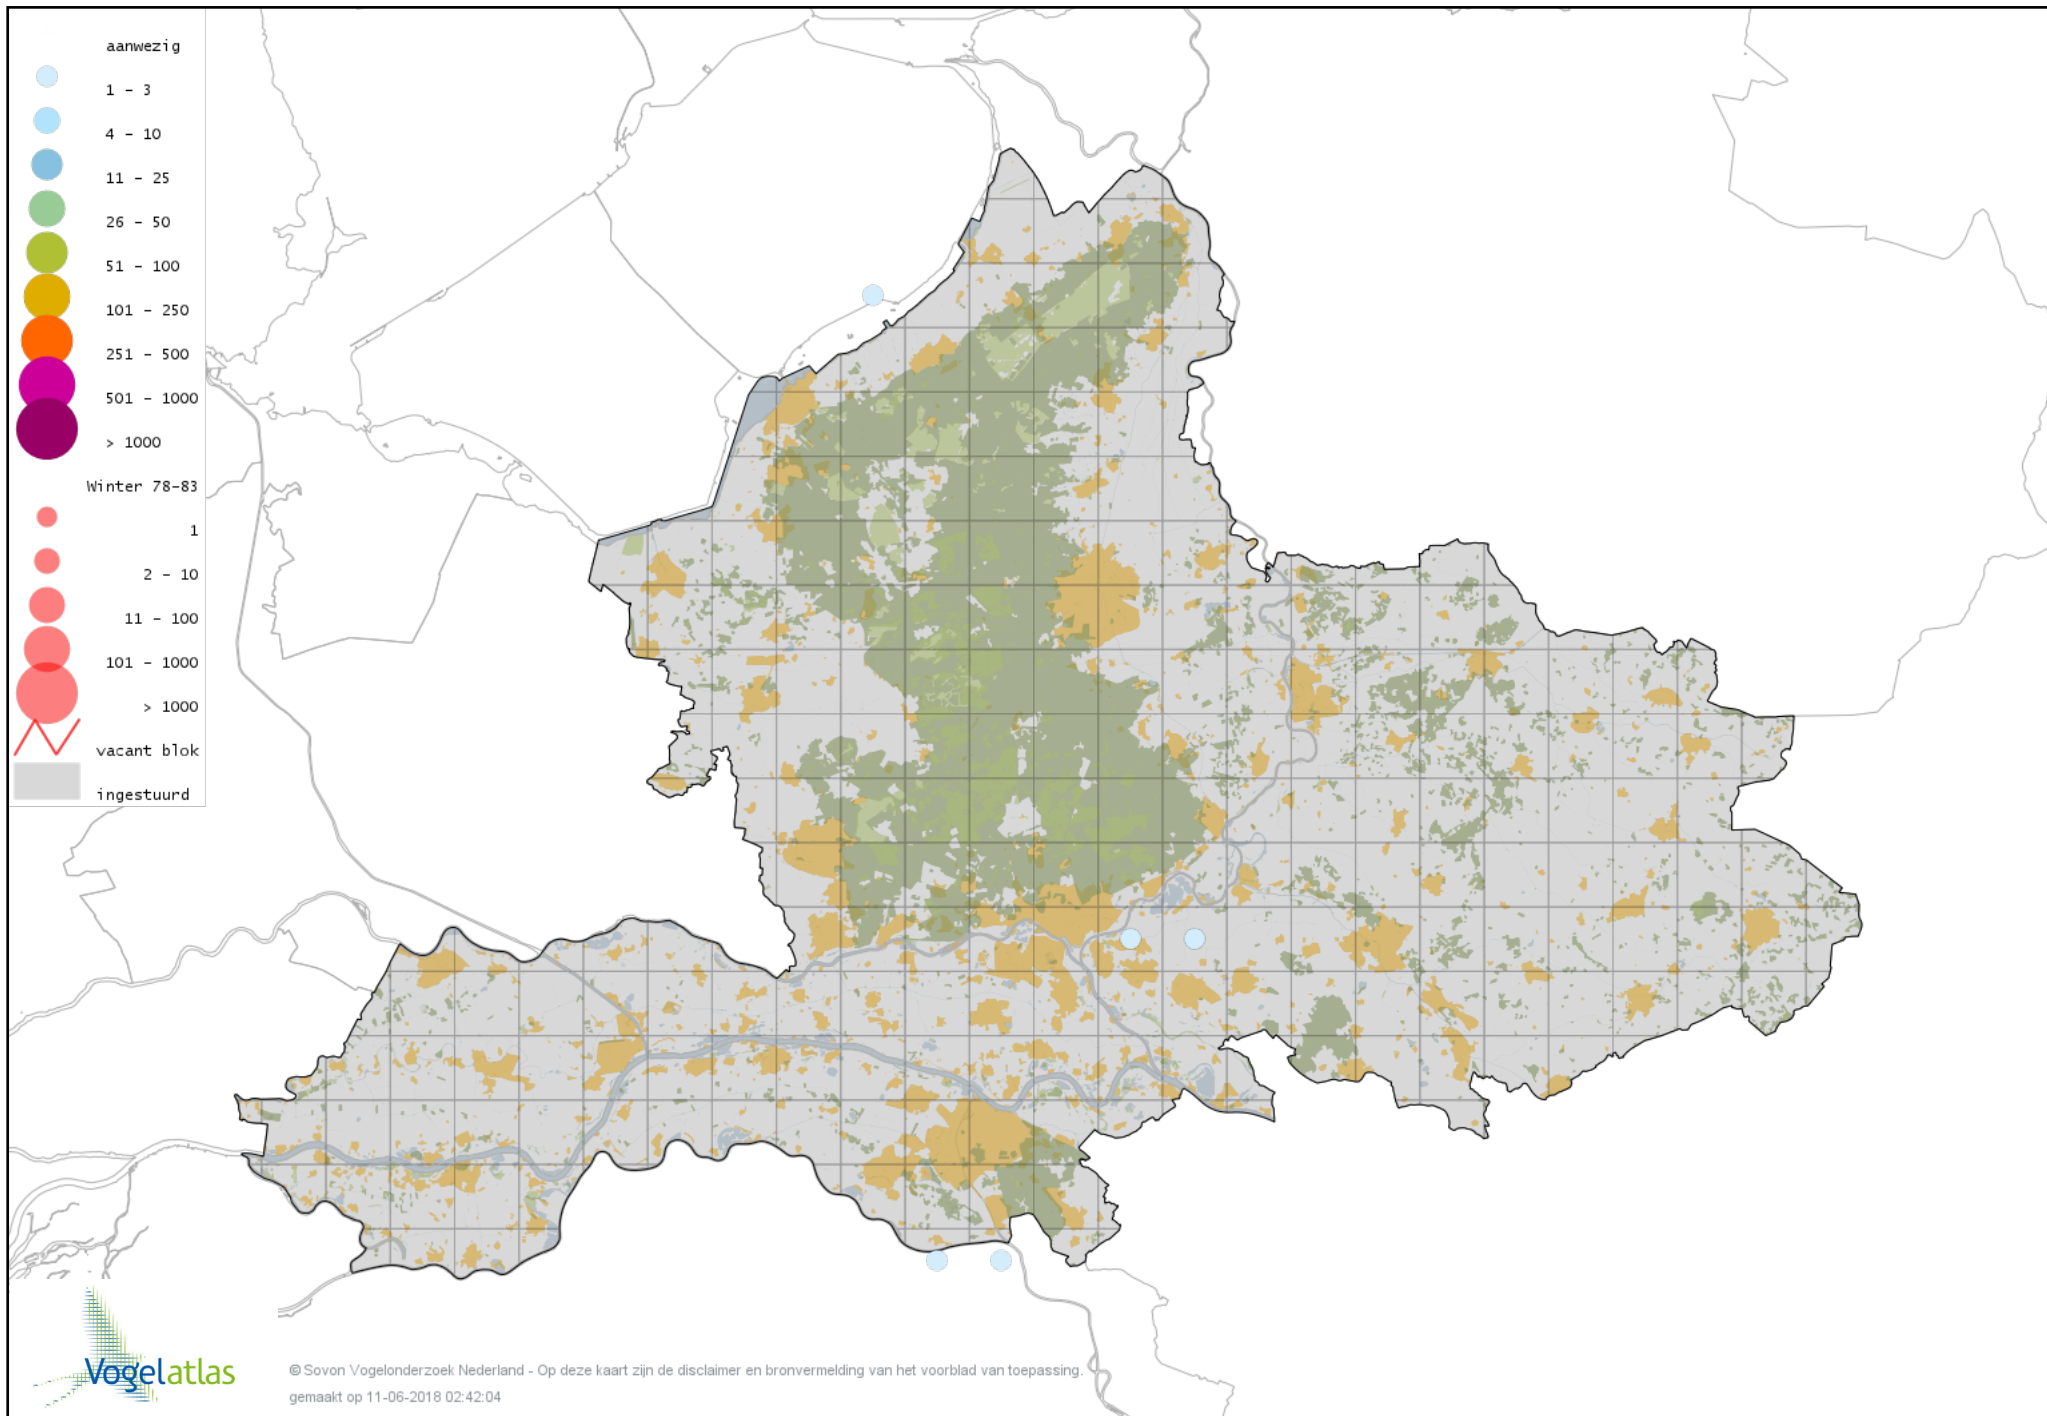 aanwezig
1 - 3
4 - 10
11 - 25
26 - 50
51 - 100
101 - 250
251 - 500
501 - 1000
> 1000
Winter 78-83
1
2 - 10
11 - 100
101 - 1000
> 1000
vacant blok
ingestuurd
Vogelatlas
© Sovon Vogelonderzoek Nederland - Op deze kaart zijn de disclaimer en bronvermelding van het voorblad van toepassing.
gemaakt op 11-06-2018 02:42:04